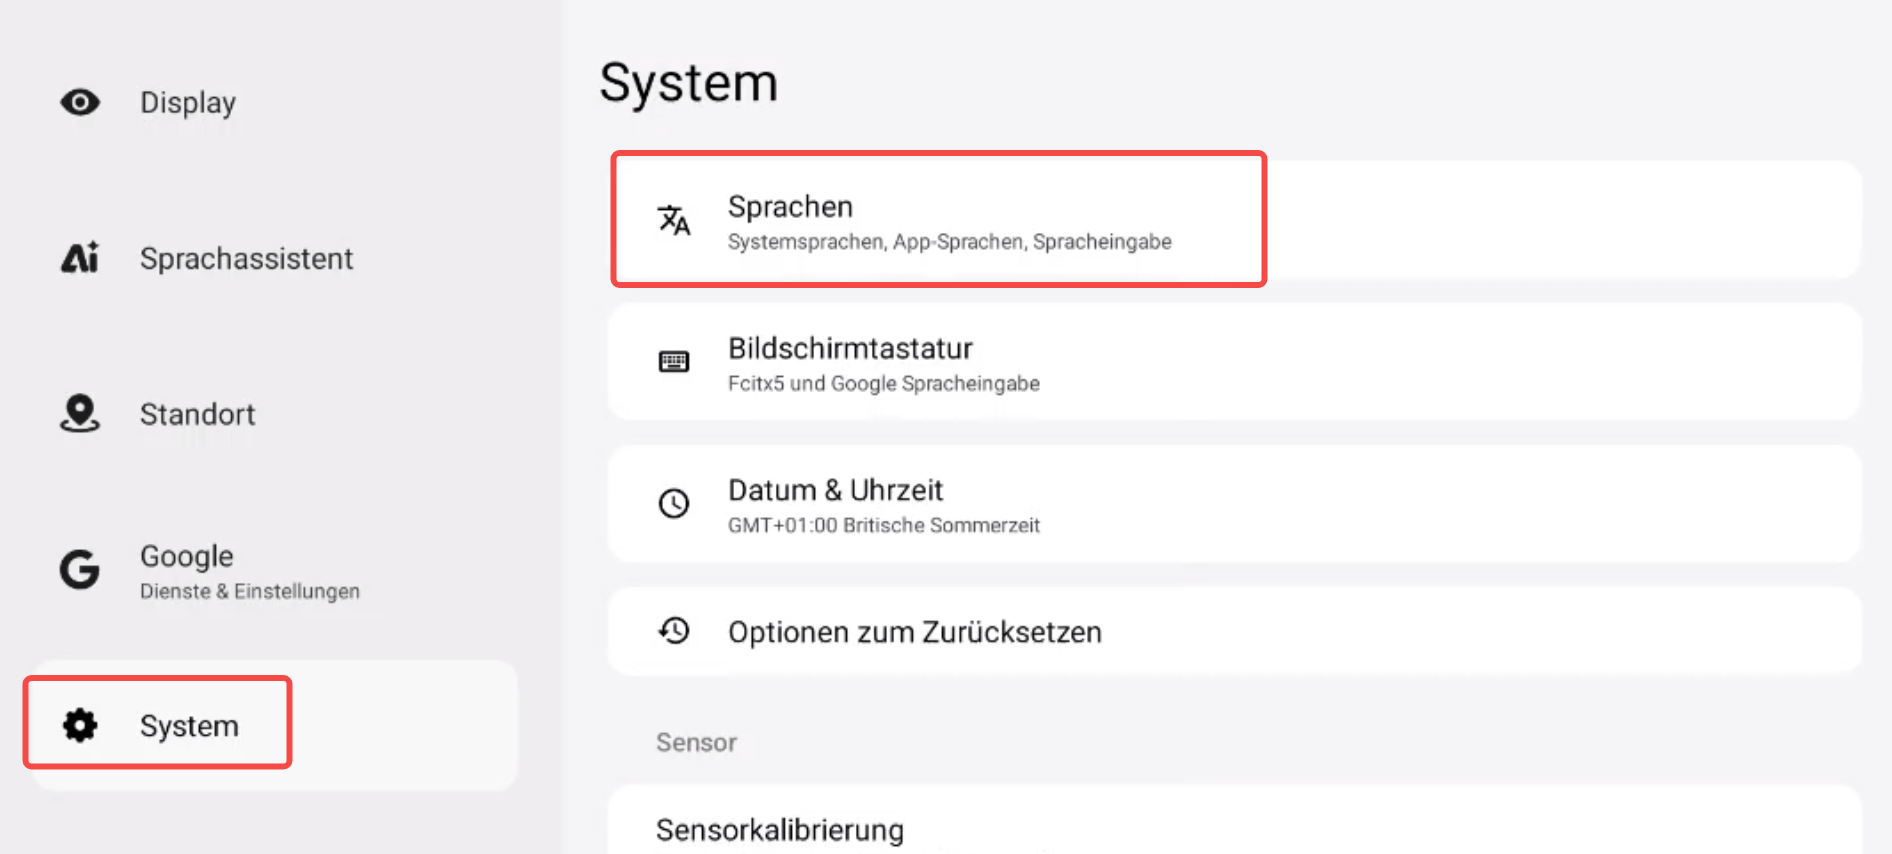 Display
Sprachassistent
Standort
Google
Dienste & Einstellungen
System
System
Sprachen
Systemsprachen, App-Sprachen, Spracheingabe
Bildschirmtastatur
Fcitx5 und Google Spracheingabe
Datum & Uhrzeit
GMT+01:00 Britische Sommerzeit
Optionen zum Zurücksetzen
Sensor
Sensorkalibrierung